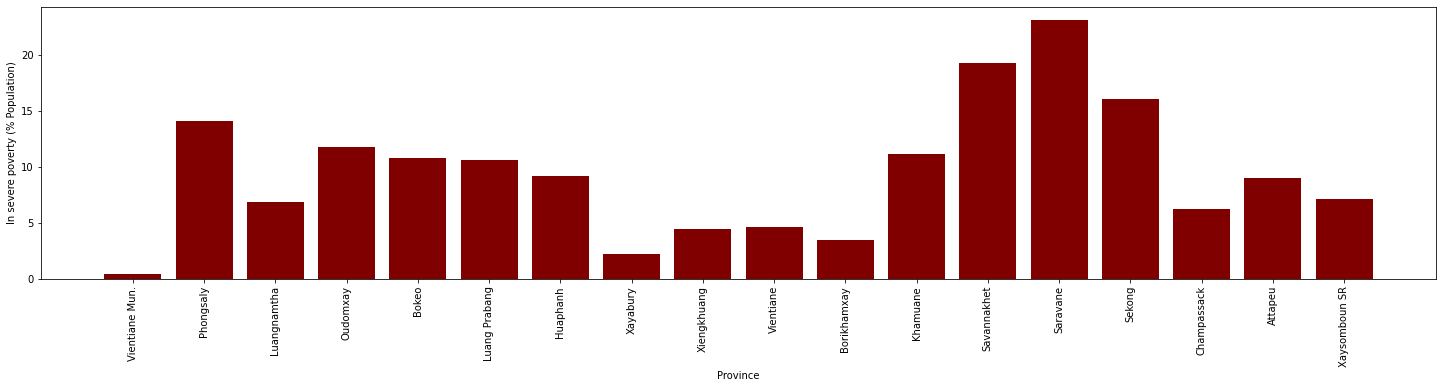 In severe poverty (% Population)
20
15
10
5
0
Vientiane Mun.
Phongsaly
Luangnamtha
Oudomxay
Bokeo
Luang Prabang
Huaphanh
Xayabury
Xiengkhuang
Vientiane
Borikhamxay
Khamuane
Savannakhet
Saravane
Sekong
Champassack
Attapeu
Xaysomboun SR
Province